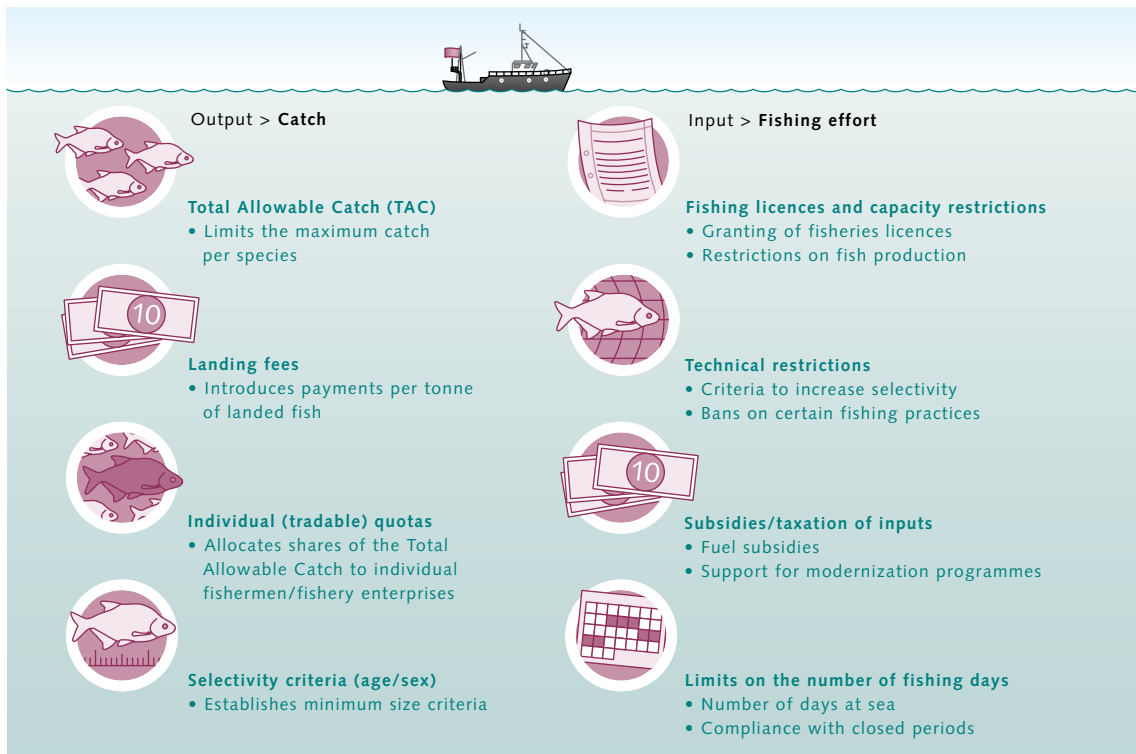 Output > Catch
Total Allowable Catch (TAC)
• Limits the maximum catch
per species
10
Landing fees
• Introduces payments per tonne
of landed fish
Individual (tradable) quotas
• Allocates shares of the Total
Allowable Catch to individual
fishermen/fishery enterprises
Selectivity criteria (age/sex)
• Establishes minimum size criteria
Input > Fishing effort
Fishing licences and capacity restrictions
• Granting of fisheries licences
• Restrictions on fish production
Technical restrictions
• Criteria to increase selectivity
• Bans on certain fishing practices
10
Subsidies/taxation of inputs
• Fuel subsidies
• Support for modernization programmes
Limits on the number of fishing days
• Number of days at sea
• Compliance with closed periods